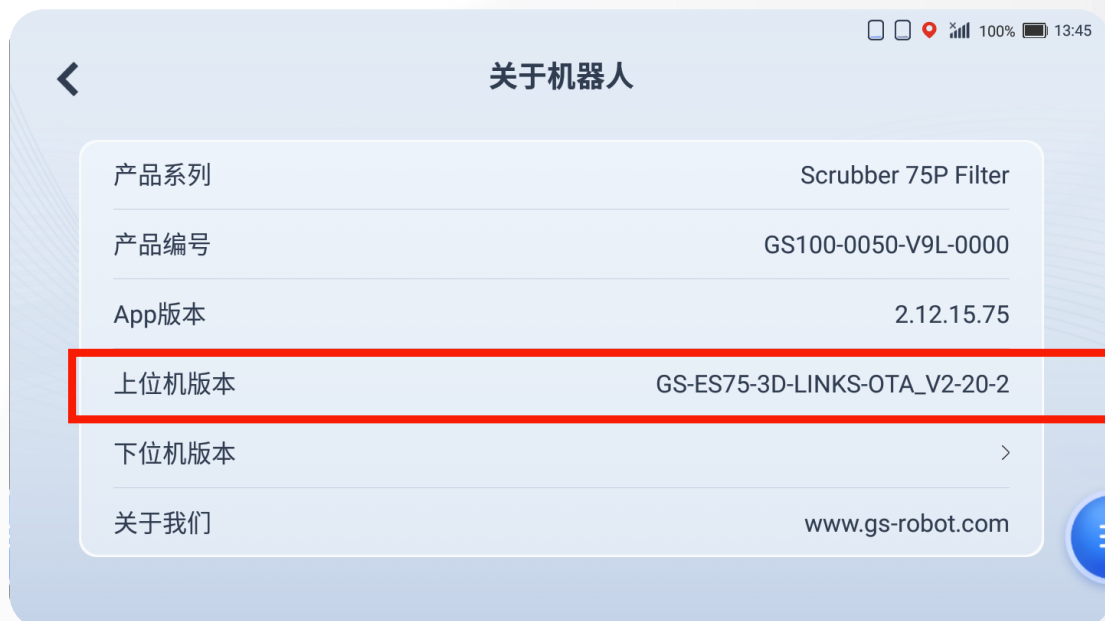 100% 13:45
关于机器人
产品系列 Scrubber 75P Filter
产品编号 GS100-0050-V9L-0000
App版本 2.12.15.75
上位机版本 GS-ES75-3D-LINKS-OTA_V2-20-2
下位机版本
关于我们 www.gs-robot.com